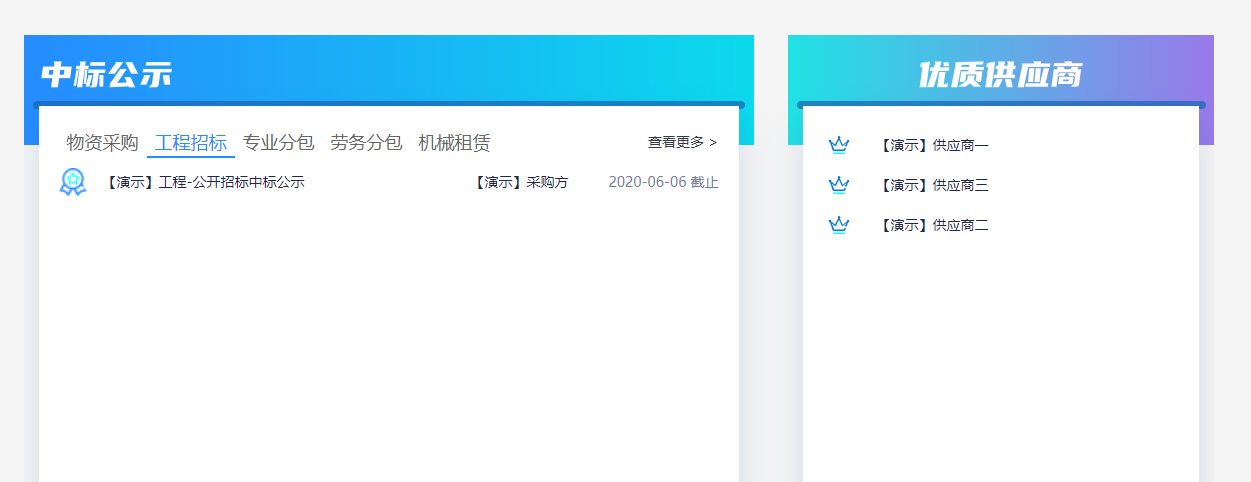 中标公示
物资采购 工程招标 专业分包 劳务分包 机械租赁 查看更多 >
【演示】工程-公开招标中标公示 【演示】采购方 2020-06-06 截止
优质供应商
【演示】供应商一
【演示】供应商三
【演示】供应商二